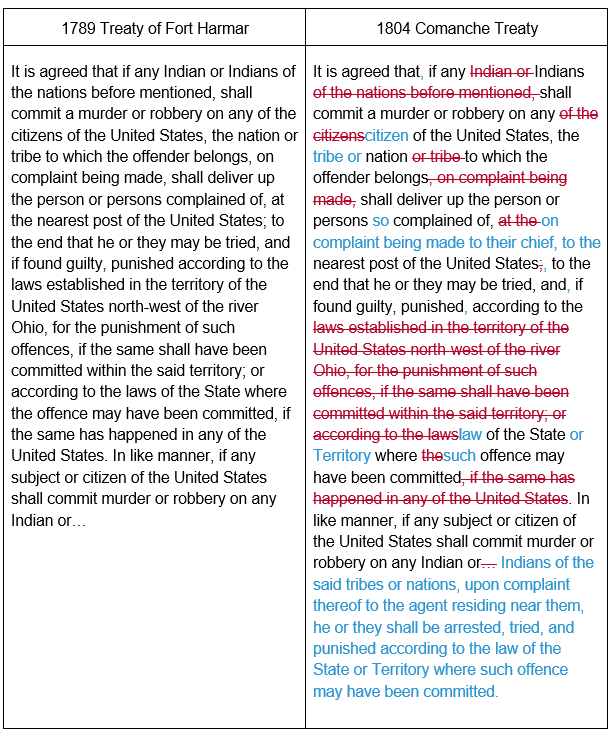 1789 Treaty of Fort Harmar
It is agreed that if any Indian or Indians of
the nations before mentioned, shall
commit a murder or robbery on any of the
citizens of the United States, the nation or
tribe to which the offender belongs, on
complaint being made, shall deliver up
the person or persons complained of, at
the nearest post of the United States; to
the end that he or they may be tried, and
if found guilty, punished according to the
laws established in the territory of the
United States north-west of the river
Ohio, for the punishment of such
offences, if the same shall have been
committed within the said territory; or
according to the laws of the State where
the offence may have been committed, if
the same has happened in any of the
United States. In like manner, if any
subject or citizen of the United States
shall commit murder or robbery on any
Indian or…
1804 Comanche Treaty
It is agreed that, if any Indian or Indians
of the nations before mentioned, shall
commit a murder or robbery on any of the
citizenscitizen of the United States, the
tribe or nation or tribe to which the
offender belongs, on complaint being
made, shall deliver up the person or
persons so complained of, at the on
complaint being made to their chief, to the
nearest post of the United States;, to the
end that he or they may be tried, and, if
found guilty, punished, according to the
laws established in the territory of the
United States north-west of the river
Ohio, for the punishment of such
offences, if the same shall have been
committed within the said territory; or
according to the lawslaw of the State or
Territory where thesuch offence may
have been committed, if the same has
happened in any of the United States. In
like manner, if any subject or citizen of
the United States shall commit murder or
robbery on any Indian or… Indians of the
said tribes or nations, upon complaint
thereof to the agent residing near them,
he or they shall be arrested, tried, and
punished according to the law of the
State or Territory where such offence
may have been committed.